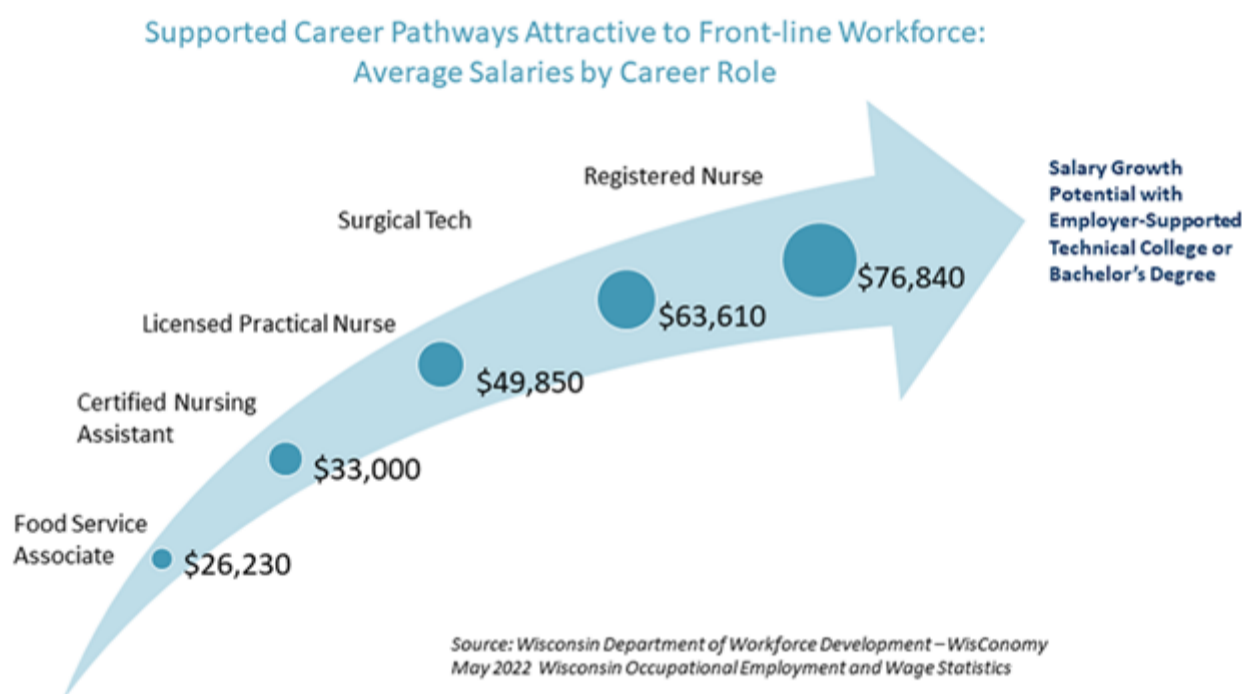 Supported Career Pathways Attractive to Front-line Workforce:
Average Salaries by Career Role
Registered Nurse
Surgical Tech
Licensed Practical Nurse
Certified Nursing
Assistant
Food Service
Associate
$26,230
$33,000
$49,850
$63,610
$76,840
Salary Growth
Potential with
Employer-Supported
Technical College or
Bachelor's Degree
Source: Wisconsin Department of Workforce Development – WisConomy
May 2022 Wisconsin Occupational Employment and Wage Statistics